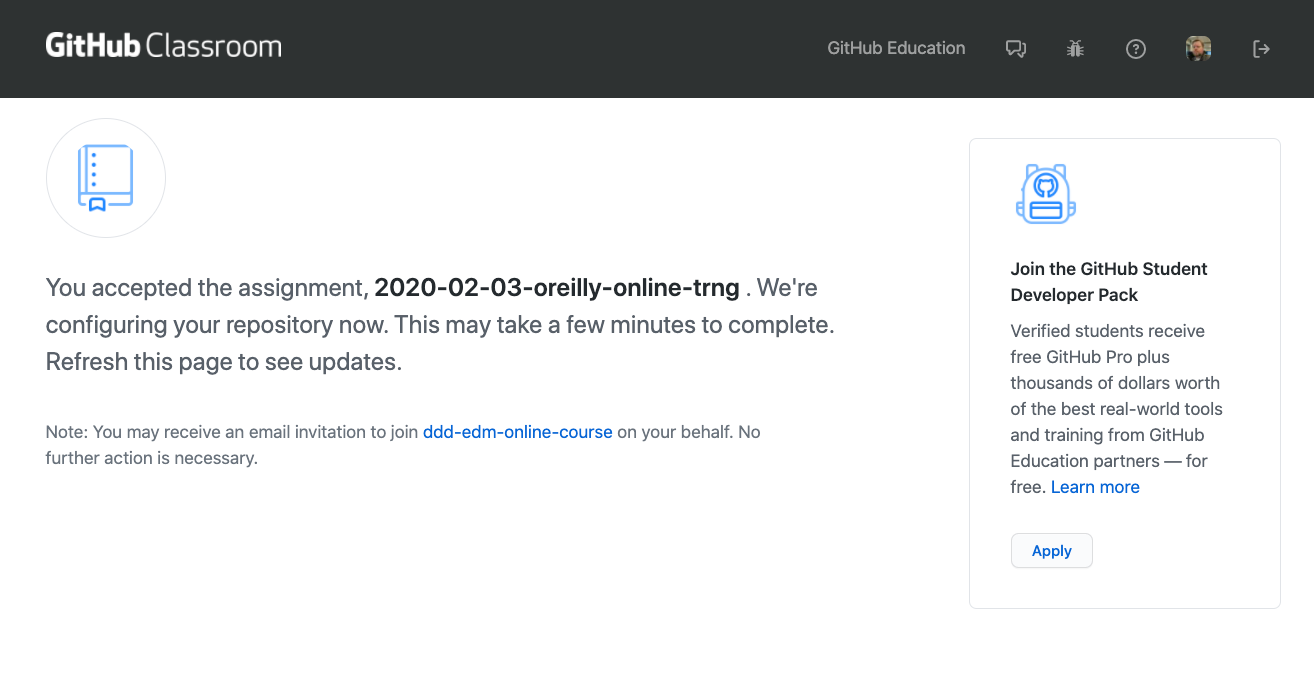 GitHub Classroom
GitHub Education
You accepted the assignment, 2020-02-03-oreilly-online-trng . We're
configuring your repository now. This may take a few minutes to complete.
Refresh this page to see updates.
Note: You may receive an email invitation to join ddd-edm-online-course on your behalf. No
further action is necessary.
Join the GitHub Student
Developer Pack
Verified students receive
free GitHub Pro plus
thousands of dollars worth
of the best real-world tools
and training from GitHub
Education partners — for
free. Learn more
Apply